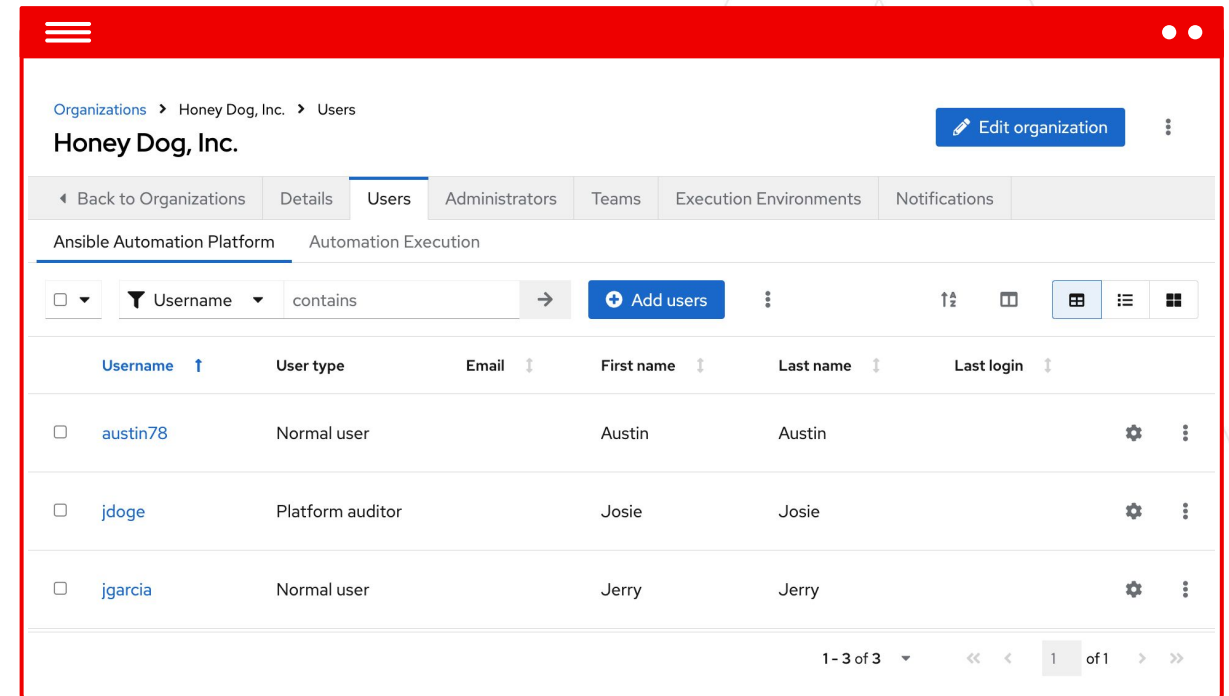 Organizations > Honey Dog, Inc. > Users
Honey Dog, Inc.
Edit organization
Back to Organizations Details Users Administrators Teams Execution Environments Notifications
Ansible Automation Platform Automation Execution
Username contains Add users
Username User type Email First name Last name Last login
austin78 Normal user Austin Austin
jdoge Platform auditor Josie Josie
jgarcia Normal user Jerry Jerry
1 - 3 of 3 1 of 1